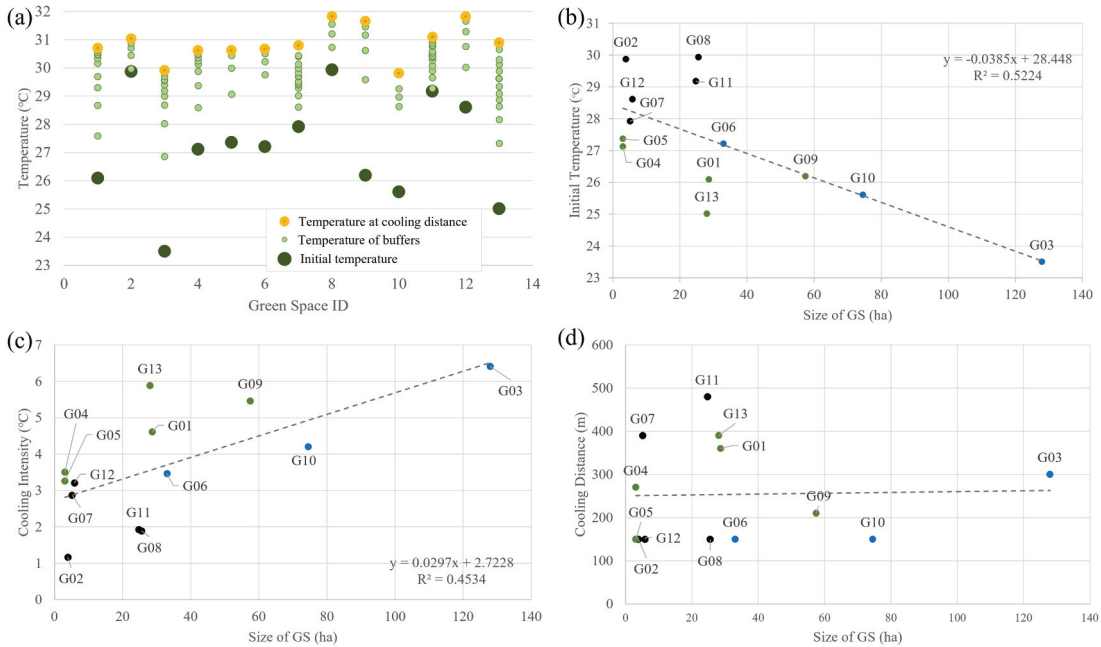 (a)
32
31
30
29
28
27
26
25
24
23
Temperature (℃)
Temperature at cooling distance
Temperature of buffers
Initial temperature
0 2 4 6 8 10 12 14
Green Space ID
(b)
31
30
29
28
27
26
25
24
23
Initial Temperature (℃)
G02
G08
y = -0.0385x + 28.448
R² = 0.5224
G12
G11
G07
G06
G05
G04
G01
G09
G10
G13
G03
0 20 40 60 80 100 120 140
Size of GS (ha)
(c)
7
6
5
4
3
2
1
0
Cooling Intensity (℃)
G13
G09
G03
G04
G01
G05
G10
G12
G06
G07
G11
G08
G02
y = 0.0297x + 2.7228
R² = 0.4534
0 20 40 60 80 100 120 140
Size of GS (ha)
(d)
600
500
400
300
200
100
0
Cooling Distance (m)
G11
G07
G13
G01
G04
G03
G09
G05
G06
G10
G12
G02
G08
0 20 40 60 80 100 120 140
Size of GS (ha)